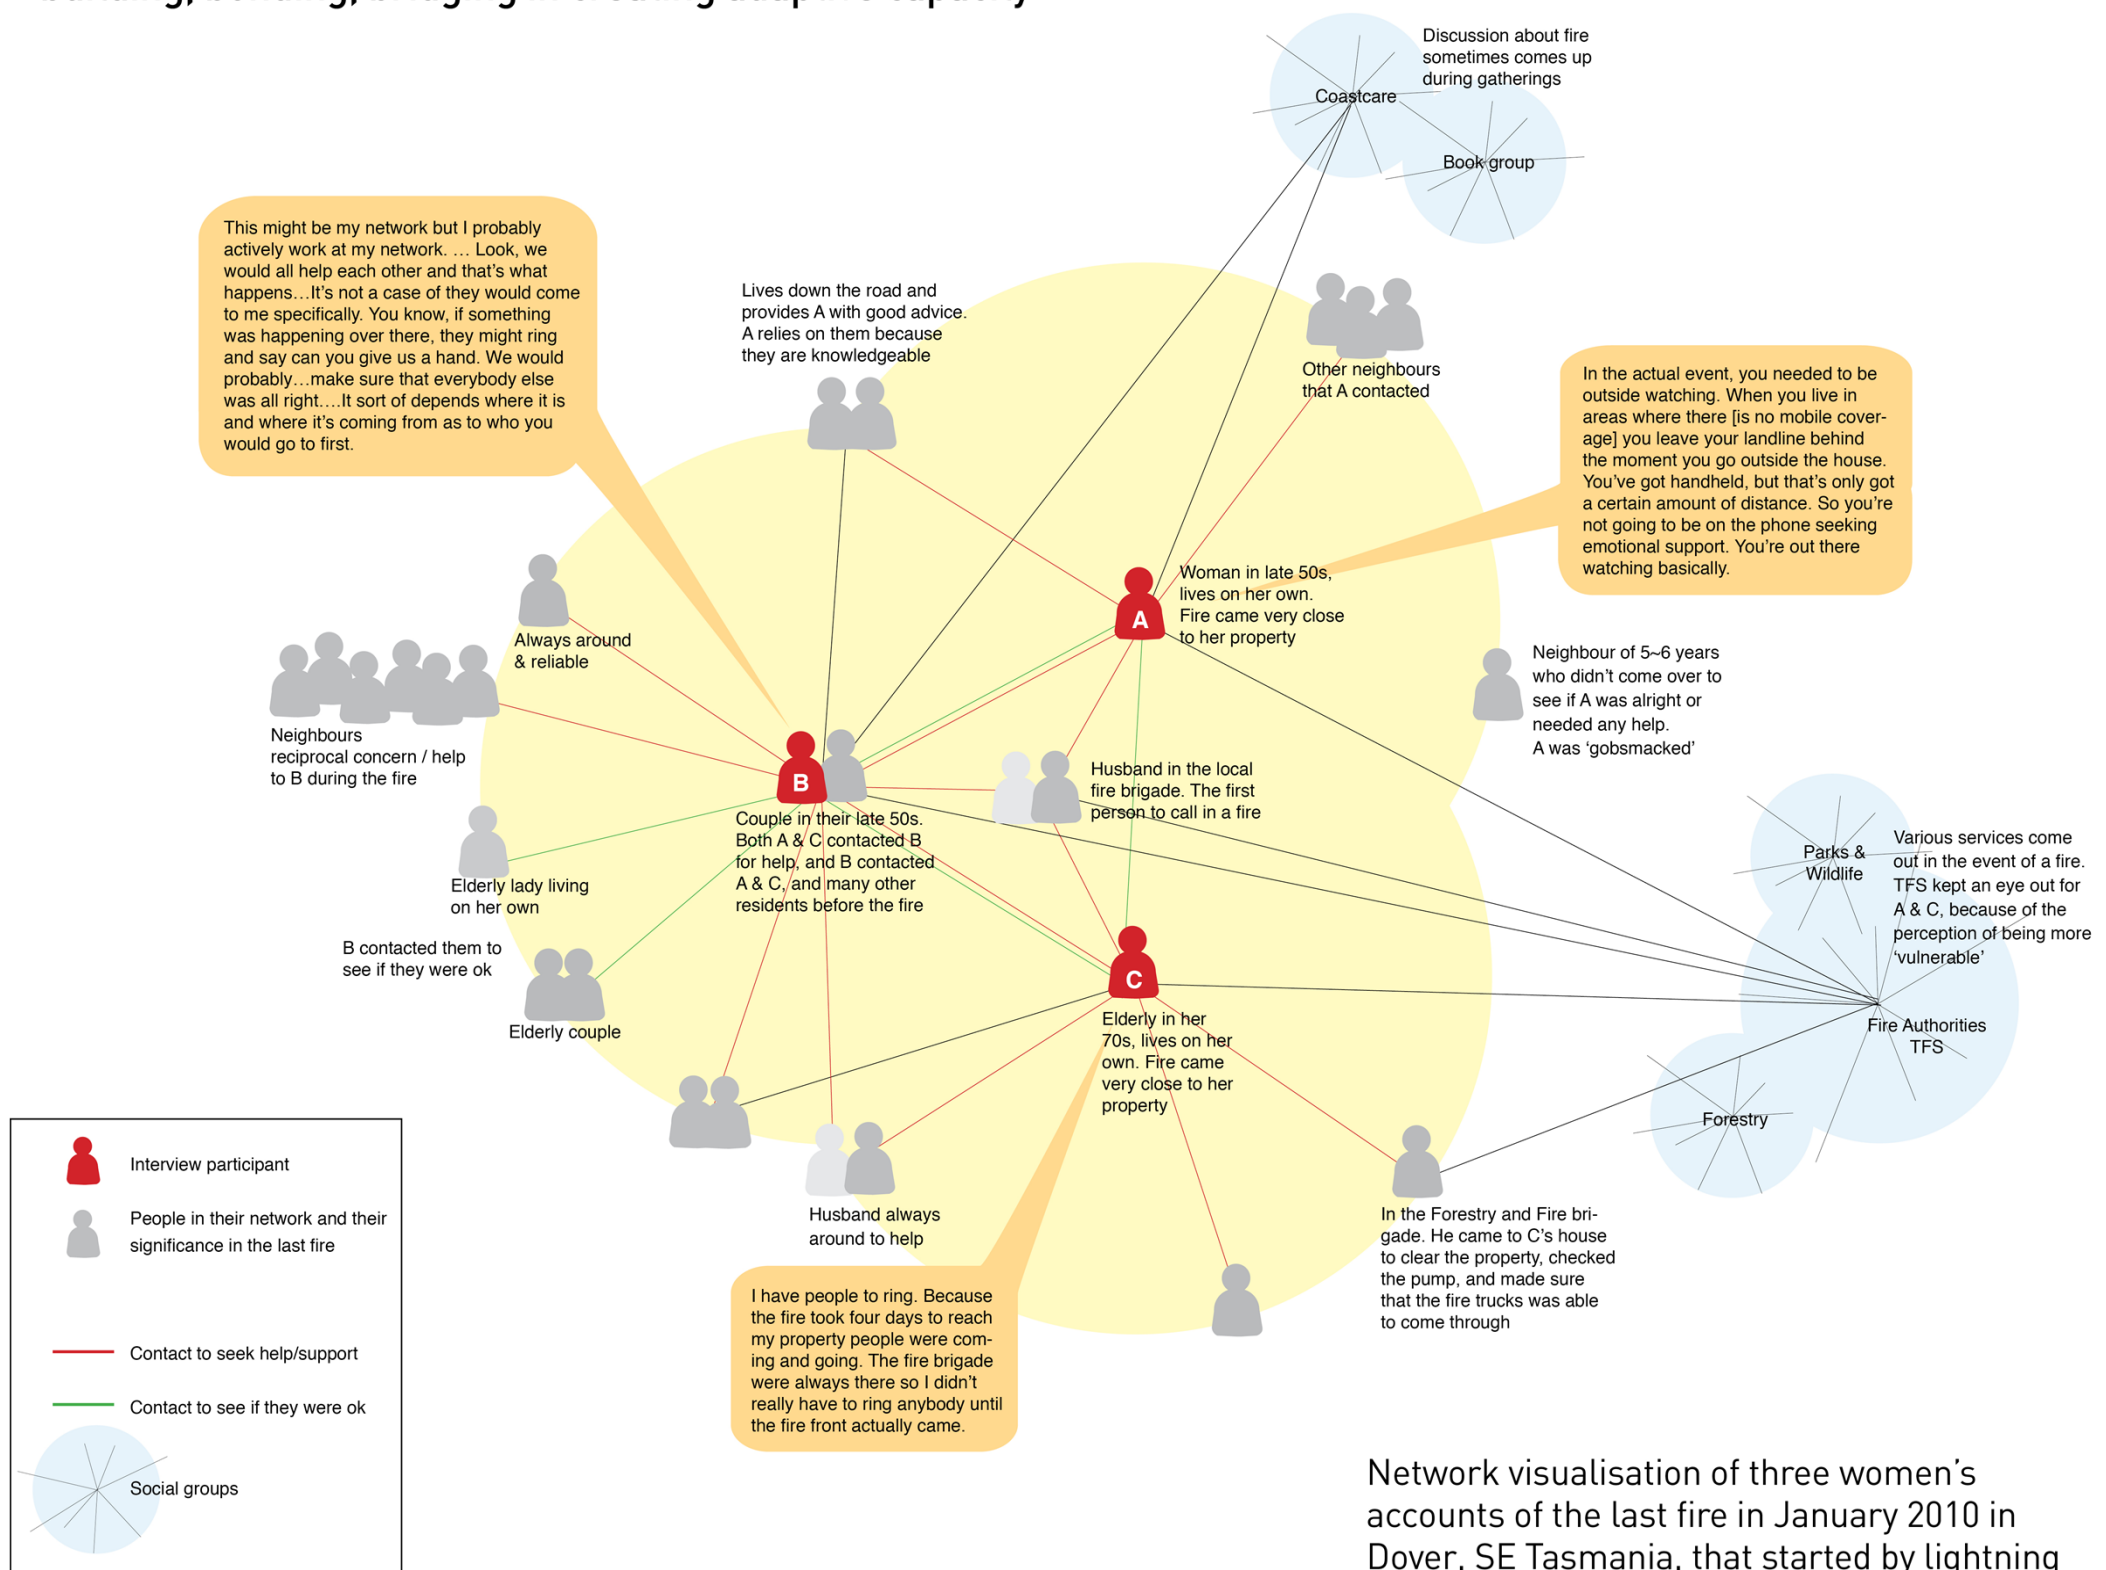 building, bonding, bridging in creating adaptive capacity
Discussion about fire
sometimes comes up
during gatherings
Coastcare
Book group
This might be my network but I probably
actively work at my network. … Look, we
would all help each other and that’s what
happens…It’s not a case of they would come
to me specifically. You know, if something
was happening over there, they might ring
and say can you give us a hand. We would
probably…make sure that everybody else
was all right….It sort of depends where it is
and where it’s coming from as to who you
would go to first.
Lives down the road and
provides A with good advice.
A relies on them because
they are knowledgeable
Other neighbours
that A contacted
In the actual event, you needed to be
outside watching. When you live in
areas where there [is no mobile cover-
age] you leave your landline behind
the moment you go outside the house.
You’ve got handheld, but that’s only got
a certain amount of distance. So you’re
not going to be on the phone seeking
emotional support. You’re out there
watching basically.
A
Woman in late 50s,
lives on her own.
Fire came very close
to her property
Always around
& reliable
Neighbour of 5~6 years
who didn’t come over to
see if A was alright or
needed any help.
A was ‘gobsmacked’
Neighbours
reciprocal concern / help
to B during the fire
B
Couple in their late 50s.
Both A & C contacted B
for help, and B contacted
A & C, and many other
residents before the fire
Husband in the local
fire brigade. The first
person to call in a fire
Parks &
Wildlife
Various services come
out in the event of a fire.
TFS kept an eye out for
A & C, because of the
perception of being more
‘vulnerable’
Elderly lady living
on her own
B contacted them to
see if they were ok
Elderly couple
C
Elderly in her
70s, lives on her
own. Fire came
very close to her
property
Fire Authorities
TFS
Forestry
Husband always
around to help
In the Forestry and Fire bri-
gade. He came to C’s house
to clear the property, checked
the pump, and made sure
that the fire trucks was able
to come through
I have people to ring. Because
the fire took four days to reach
my property people were com-
ing and going. The fire brigade
were always there so I didn’t
really have to ring anybody until
the fire front actually came.
Interview participant
People in their network and their
significance in the last fire
Contact to seek help/support
Contact to see if they were ok
Social groups
Network visualisation of three women’s
accounts of the last fire in January 2010 in
Dover, SE Tasmania, that started by lightning